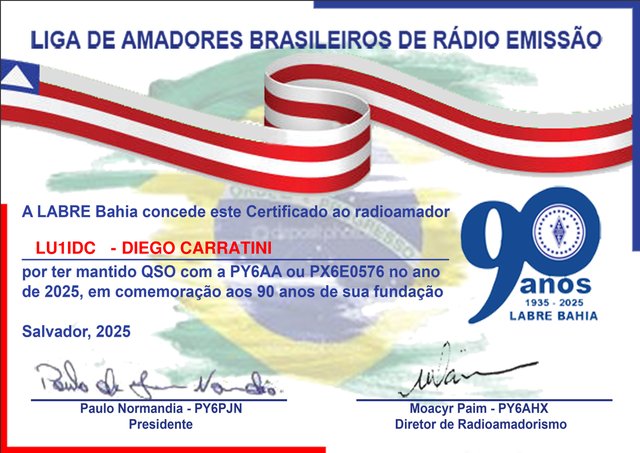 LIGA DE AMADORES BRASILEIROS DE RÁDIO EMISSÃO
A LABRE Bahia concede este Certificado ao radioamador
LU1IDC - DIEGO CARRATINI
por ter mantido QSO com a PY6AA ou PX6E0576 no ano
de 2025, em comemoração aos 90 anos de sua fundação
90
anos
1935 - 2025
LABRE BAHIA
Salvador, 2025
Paulo Normandia - PY6PJN
Presidente
Moacyr Paim - PY6AHX
Diretor de Radioamadorismo